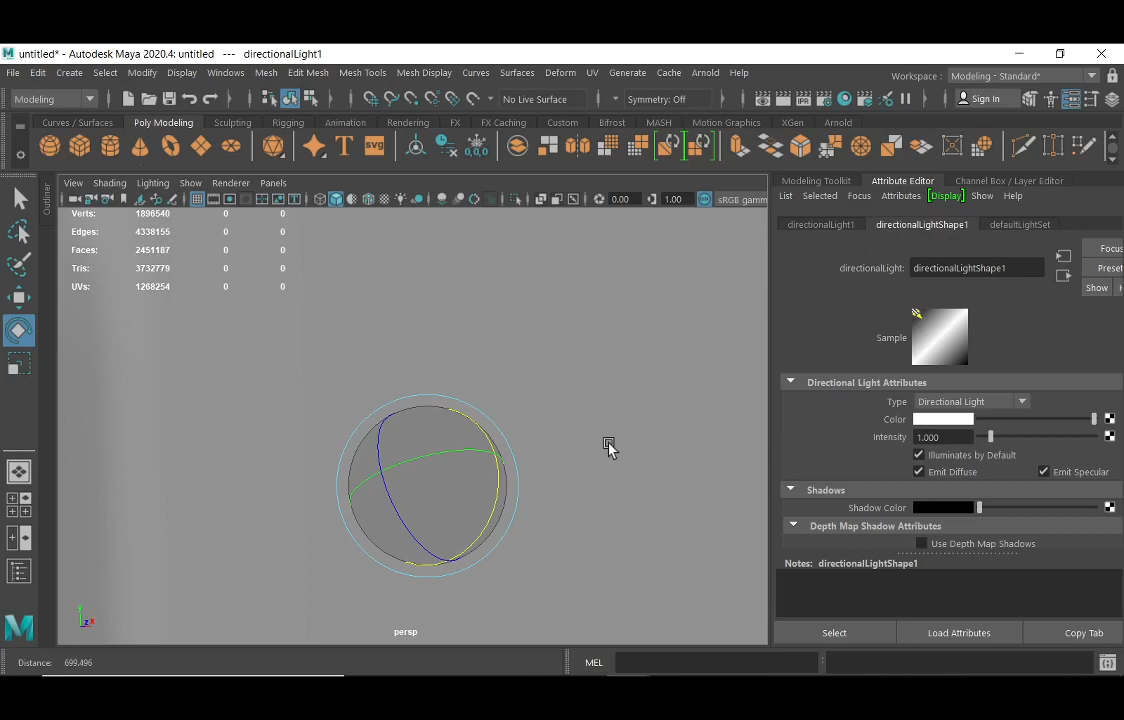 untitled* - Autodesk Maya 2020.4: untitled --- directionalLight1
File Edit Create Select Modify Display Windows Mesh Edit Mesh Mesh Tools Mesh Display Curves Surfaces Deform UV Generate Cache Arnold Help
Workspace : Modeling - Standard*
Modeling
No Live Surface
Symmetry: Off
Sign In
Curves / Surfaces Poly Modeling Sculpting Rigging Animation Rendering FX FX Caching Custom Bifrost MASH Motion Graphics XGen Arnold
T SVG 0,0,0
Outliner
View Shading Lighting Show Renderer Panels
0.00 1.00 sRGB gamm
Modeling Toolkit Attribute Editor Channel Box / Layer Editor
List Selected Focus Attributes Display Show Help
Verts: 1896540 0 0
Edges: 4338155 0 0
Faces: 2451187 0 0
Tris: 3732779 0 0
UVs: 1268254 0 0
directionalLight1 directionalLightShape1 defaultLightSet
directionalLight: directionalLightShape1
Focus
Preset
Show H
Sample
Directional Light Attributes
Type Directional Light
Color
Intensity 1.000
Illuminates by Default
Emit Diffuse Emit Specular
Shadows
Shadow Color
Depth Map Shadow Attributes
Use Depth Map Shadows
Notes: directionalLightShape1
y
z x
persp
Select Load Attributes Copy Tab
Distance: 699.496
MEL
: